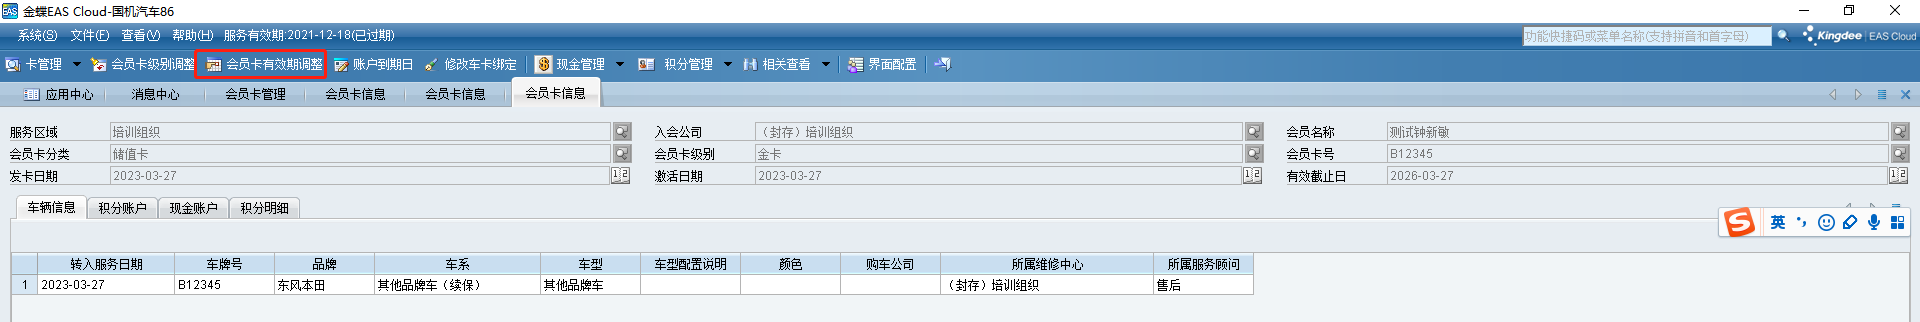 金蝶EAS Cloud-国机汽车86
系统(S) 文件(F) 查看(V) 帮助(H) 服务有效期:2021-12-18(已过期) 功能快捷码或菜单名称(支持拼音和首字母) Kingdee EAS Cloud
卡管理 会员卡级别调整 会员卡有效期调整 账户到期日 修改车卡绑定 现金管理 积分管理 相关查看 界面配置
应用中心 消息中心 会员卡管理 会员卡信息 会员卡信息 会员卡信息
服务区域 培训组织 入会公司 （封存）培训组织 会员名称 测试钟新敏
会员卡分类 储值卡 会员卡级别 金卡 会员卡号 B12345
发卡日期 2023-03-27 激活日期 2023-03-27 有效截止日 2026-03-27
车辆信息 积分账户 现金账户 积分明细
英
转入服务日期 车牌号 品牌 车系 车型 车型配置说明 颜色 购车公司 所属维修中心 所属服务顾问
1 2023-03-27 B12345 东风本田 其他品牌车（续保） 其他品牌车 （封存）培训组织 售后